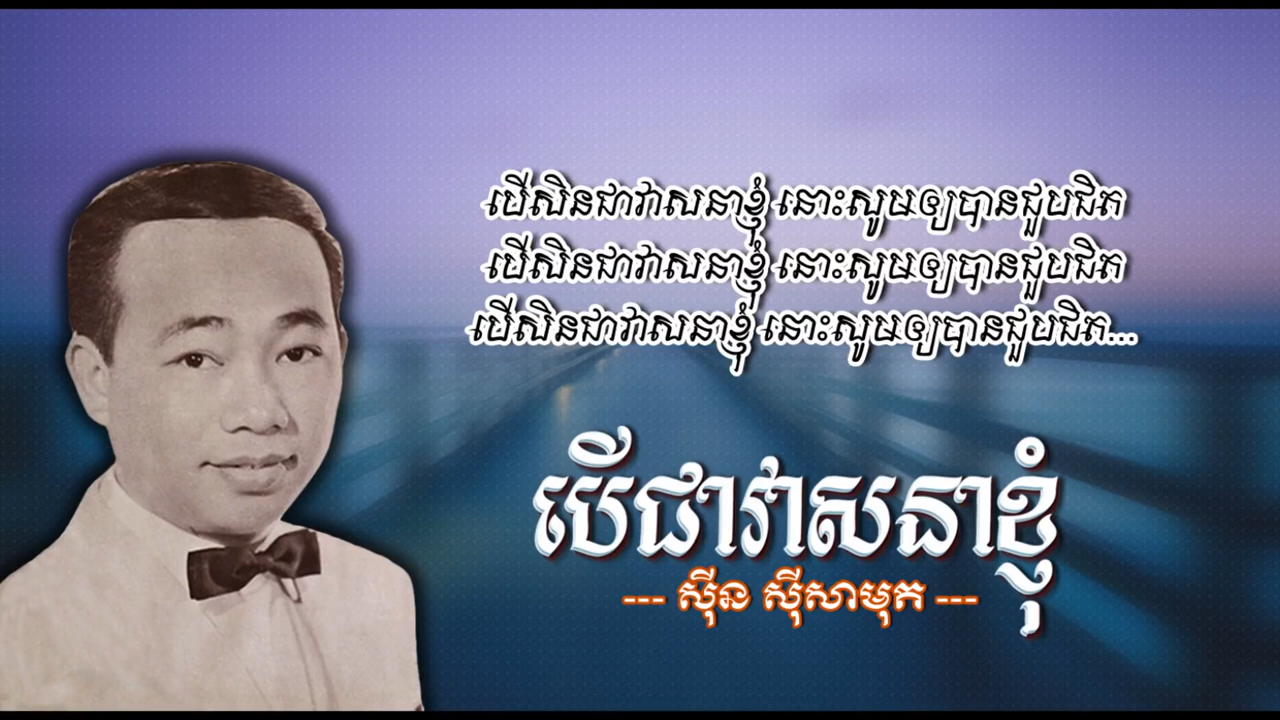 បើសិនជាវាសនាខ្ញុំ នោះសូមឲ្យបានជួបជិត
បើសិនជាវាសនាខ្ញុំ នោះសូមឲ្យបានជួបជិត
បើសិនជាវាសនាខ្ញុំ នោះសូមឲ្យបានជួបជិត...
បើជាវាសនាខ្ញុំ
--- ស៊ីន ស៊ីសាមុត ---